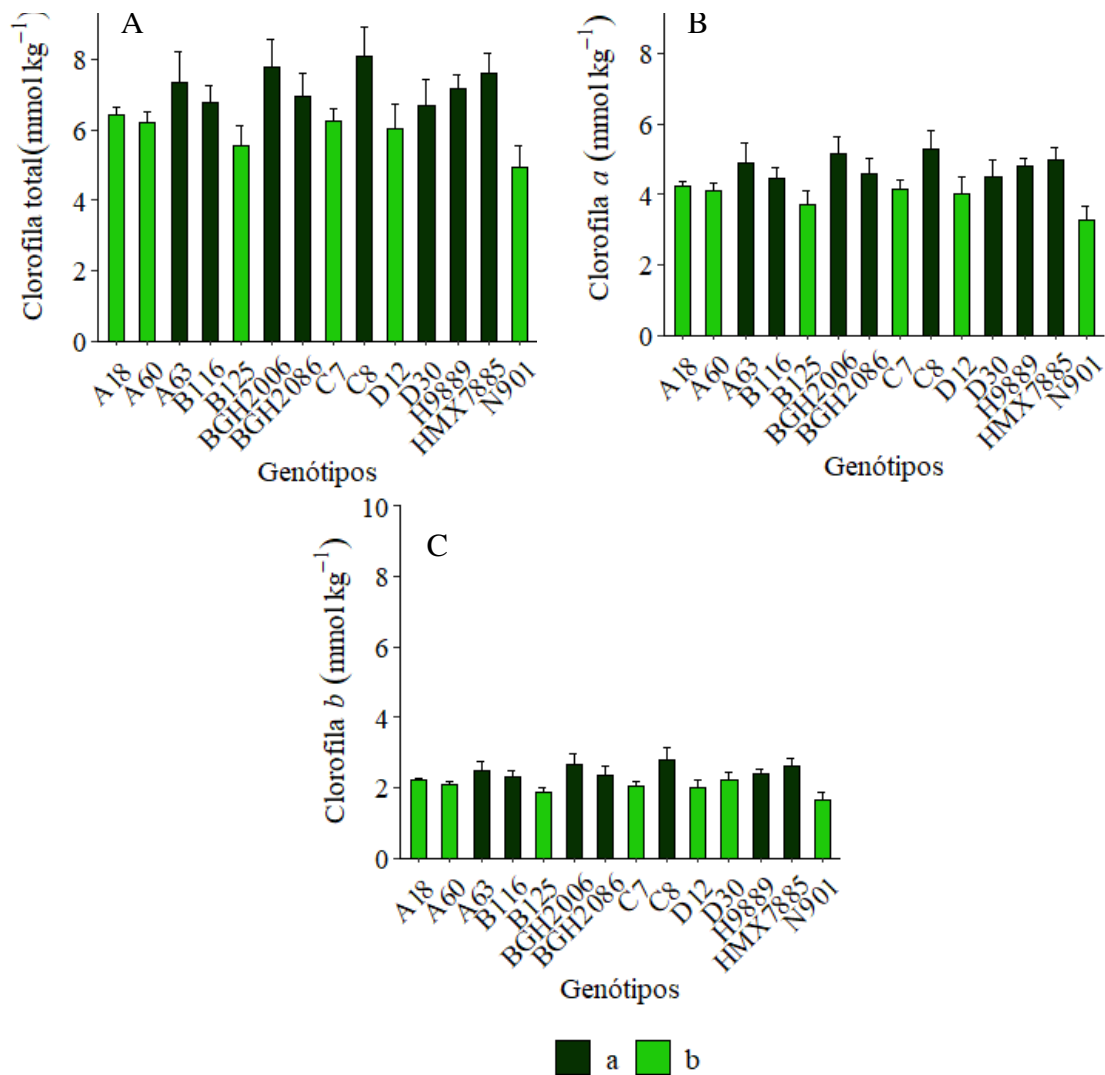 A
Clorofila total(mmol kg⁻¹)
8
6
4
2
0
A18
A60
A63
B116
B125
BGH2006
BGH2086
C7
C8
D12
D30
H9889
HMX7885
N901
Genótipos
B
Clorofila a (mmol kg⁻¹)
8
6
4
2
0
A18
A60
A63
B116
B125
BGH2006
BGH2086
C7
C8
D12
D30
H9889
HMX7885
N901
Genótipos
C
Clorofila b (mmol kg⁻¹)
10
8
6
4
2
0
A18
A60
A63
B116
B125
BGH2006
BGH2086
C7
C8
D12
D30
H9889
HMX7885
N901
Genótipos
a b